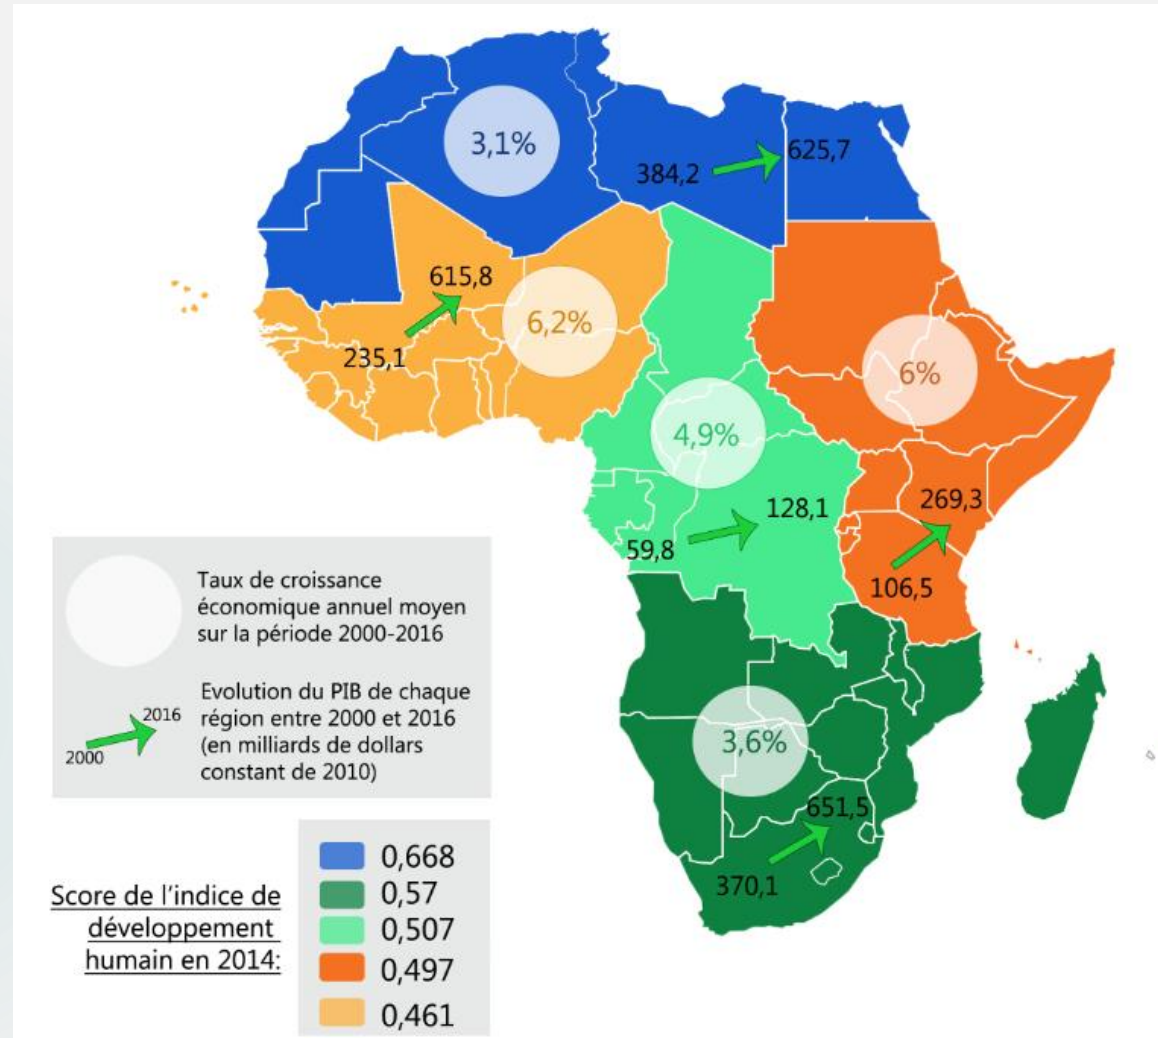 3,1%
384,2
625,7
615,8
235,1
6,2%
6%
4,9%
128,1
59,8
269,3
106,5
3,6%
651,5
370,1
Taux de croissance
économique annuel moyen
sur la période 2000-2016
2000
2016
Evolution du PIB de chaque
région entre 2000 et 2016
(en milliards de dollars
constant de 2010)
Score de l'indice de
développement
humain en 2014:
0,668
0,57
0,507
0,497
0,461